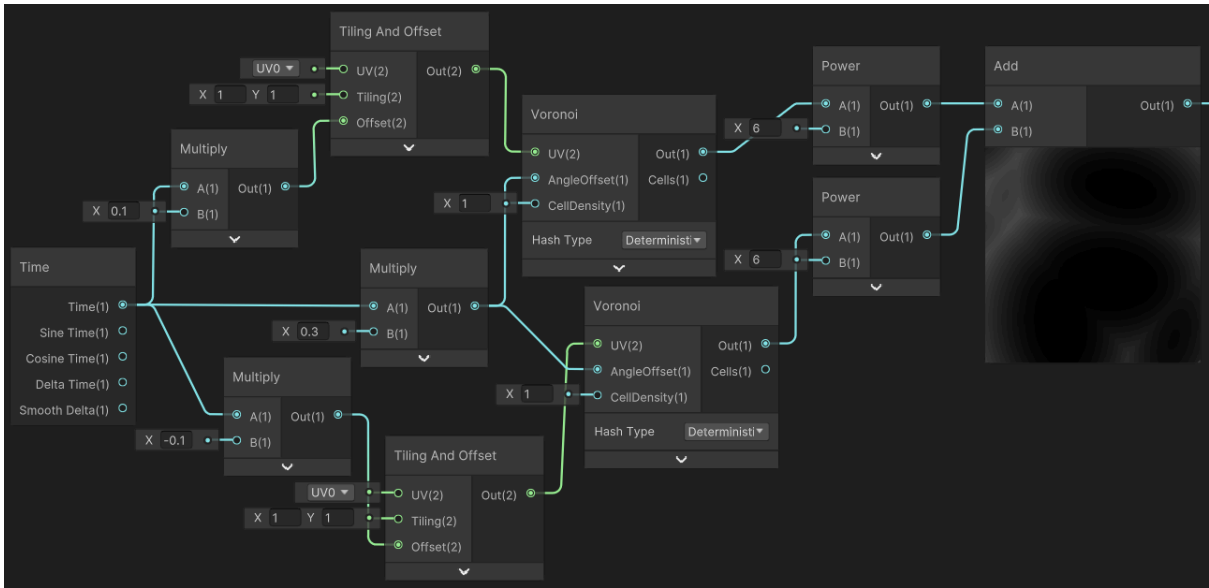 Tiling And Offset
UV0
UV(2) Out(2)
X 1 Y 1
Tiling(2)
Offset(2)
Multiply
A(1) Out(1)
X 0.1
B(1)
Voronoi
UV(2) Out(1)
AngleOffset(1) Cells(1)
X 1
CellDensity(1)
Hash Type Deterministi
Power
A(1) Out(1)
X 6
B(1)
Add
A(1) Out(1)
B(1)
Power
A(1) Out(1)
X 6
B(1)
Time
Time(1)
Sine Time(1)
Cosine Time(1)
Delta Time(1)
Smooth Delta(1)
Multiply
A(1) Out(1)
X 0.3
B(1)
Voronoi
UV(2) Out(1)
AngleOffset(1) Cells(1)
X 1
CellDensity(1)
Hash Type Deterministi
Multiply
A(1) Out(1)
X -0.1
B(1)
Tiling And Offset
UV0
UV(2) Out(2)
X 1 Y 1
Tiling(2)
Offset(2)